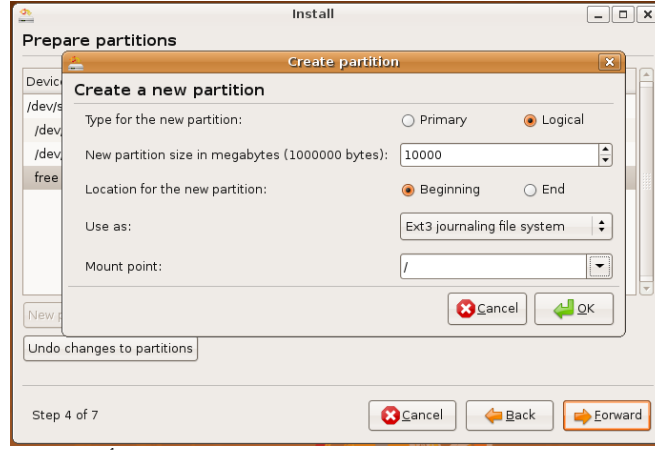 Install
Prepare partitions
Create partition
Create a new partition
Type for the new partition: Primary Logical
New partition size in megabytes (1000000 bytes): 10000
Location for the new partition: Beginning End
Use as: Ext3 journaling file system
Mount point: /
Cancel OK
/dev/s
/dev
/dev
free
Undo changes to partitions
Step 4 of 7 Cancel Back Forward